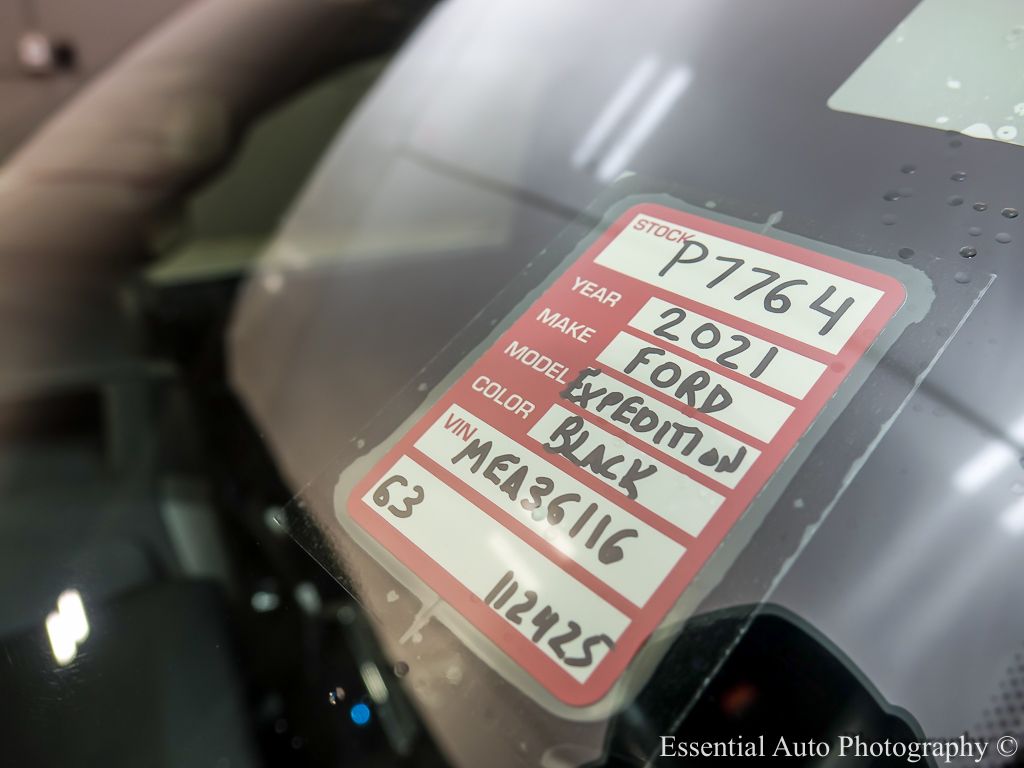 STOCK P7764
YEAR 2021
MAKE FORD
MODEL EXPEDITION
COLOR BLACK
VIN MEA36116
63
112425
Essential Auto Photography ©